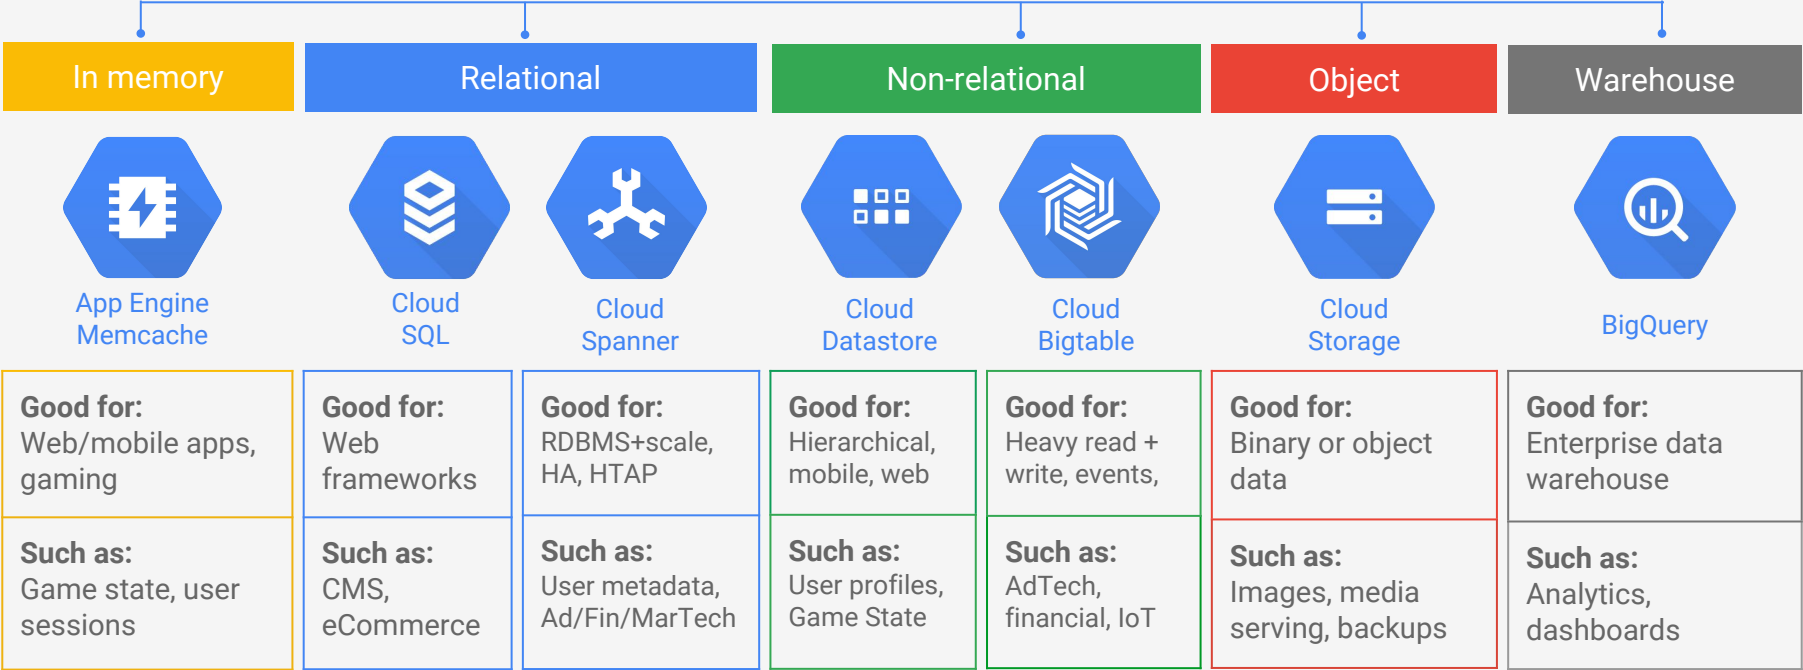 In memory
Relational
Non-relational
Object
Warehouse
App Engine
Memcache
Cloud
SQL
Cloud
Spanner
Cloud
Datastore
Cloud
Bigtable
Cloud
Storage
BigQuery
Good for:
Web/mobile apps,
gaming
Good for:
Web
frameworks
Good for:
RDBMS+scale,
HA, HTAP
Good for:
Hierarchical,
mobile, web
Good for:
Heavy read +
write, events,
Good for:
Binary or object
data
Good for:
Enterprise data
warehouse
Such as:
Game state, user
sessions
Such as:
CMS,
eCommerce
Such as:
User metadata,
Ad/Fin/MarTech
Such as:
User profiles,
Game State
Such as:
AdTech,
financial, IoT
Such as:
Images, media
serving, backups
Such as:
Analytics,
dashboards